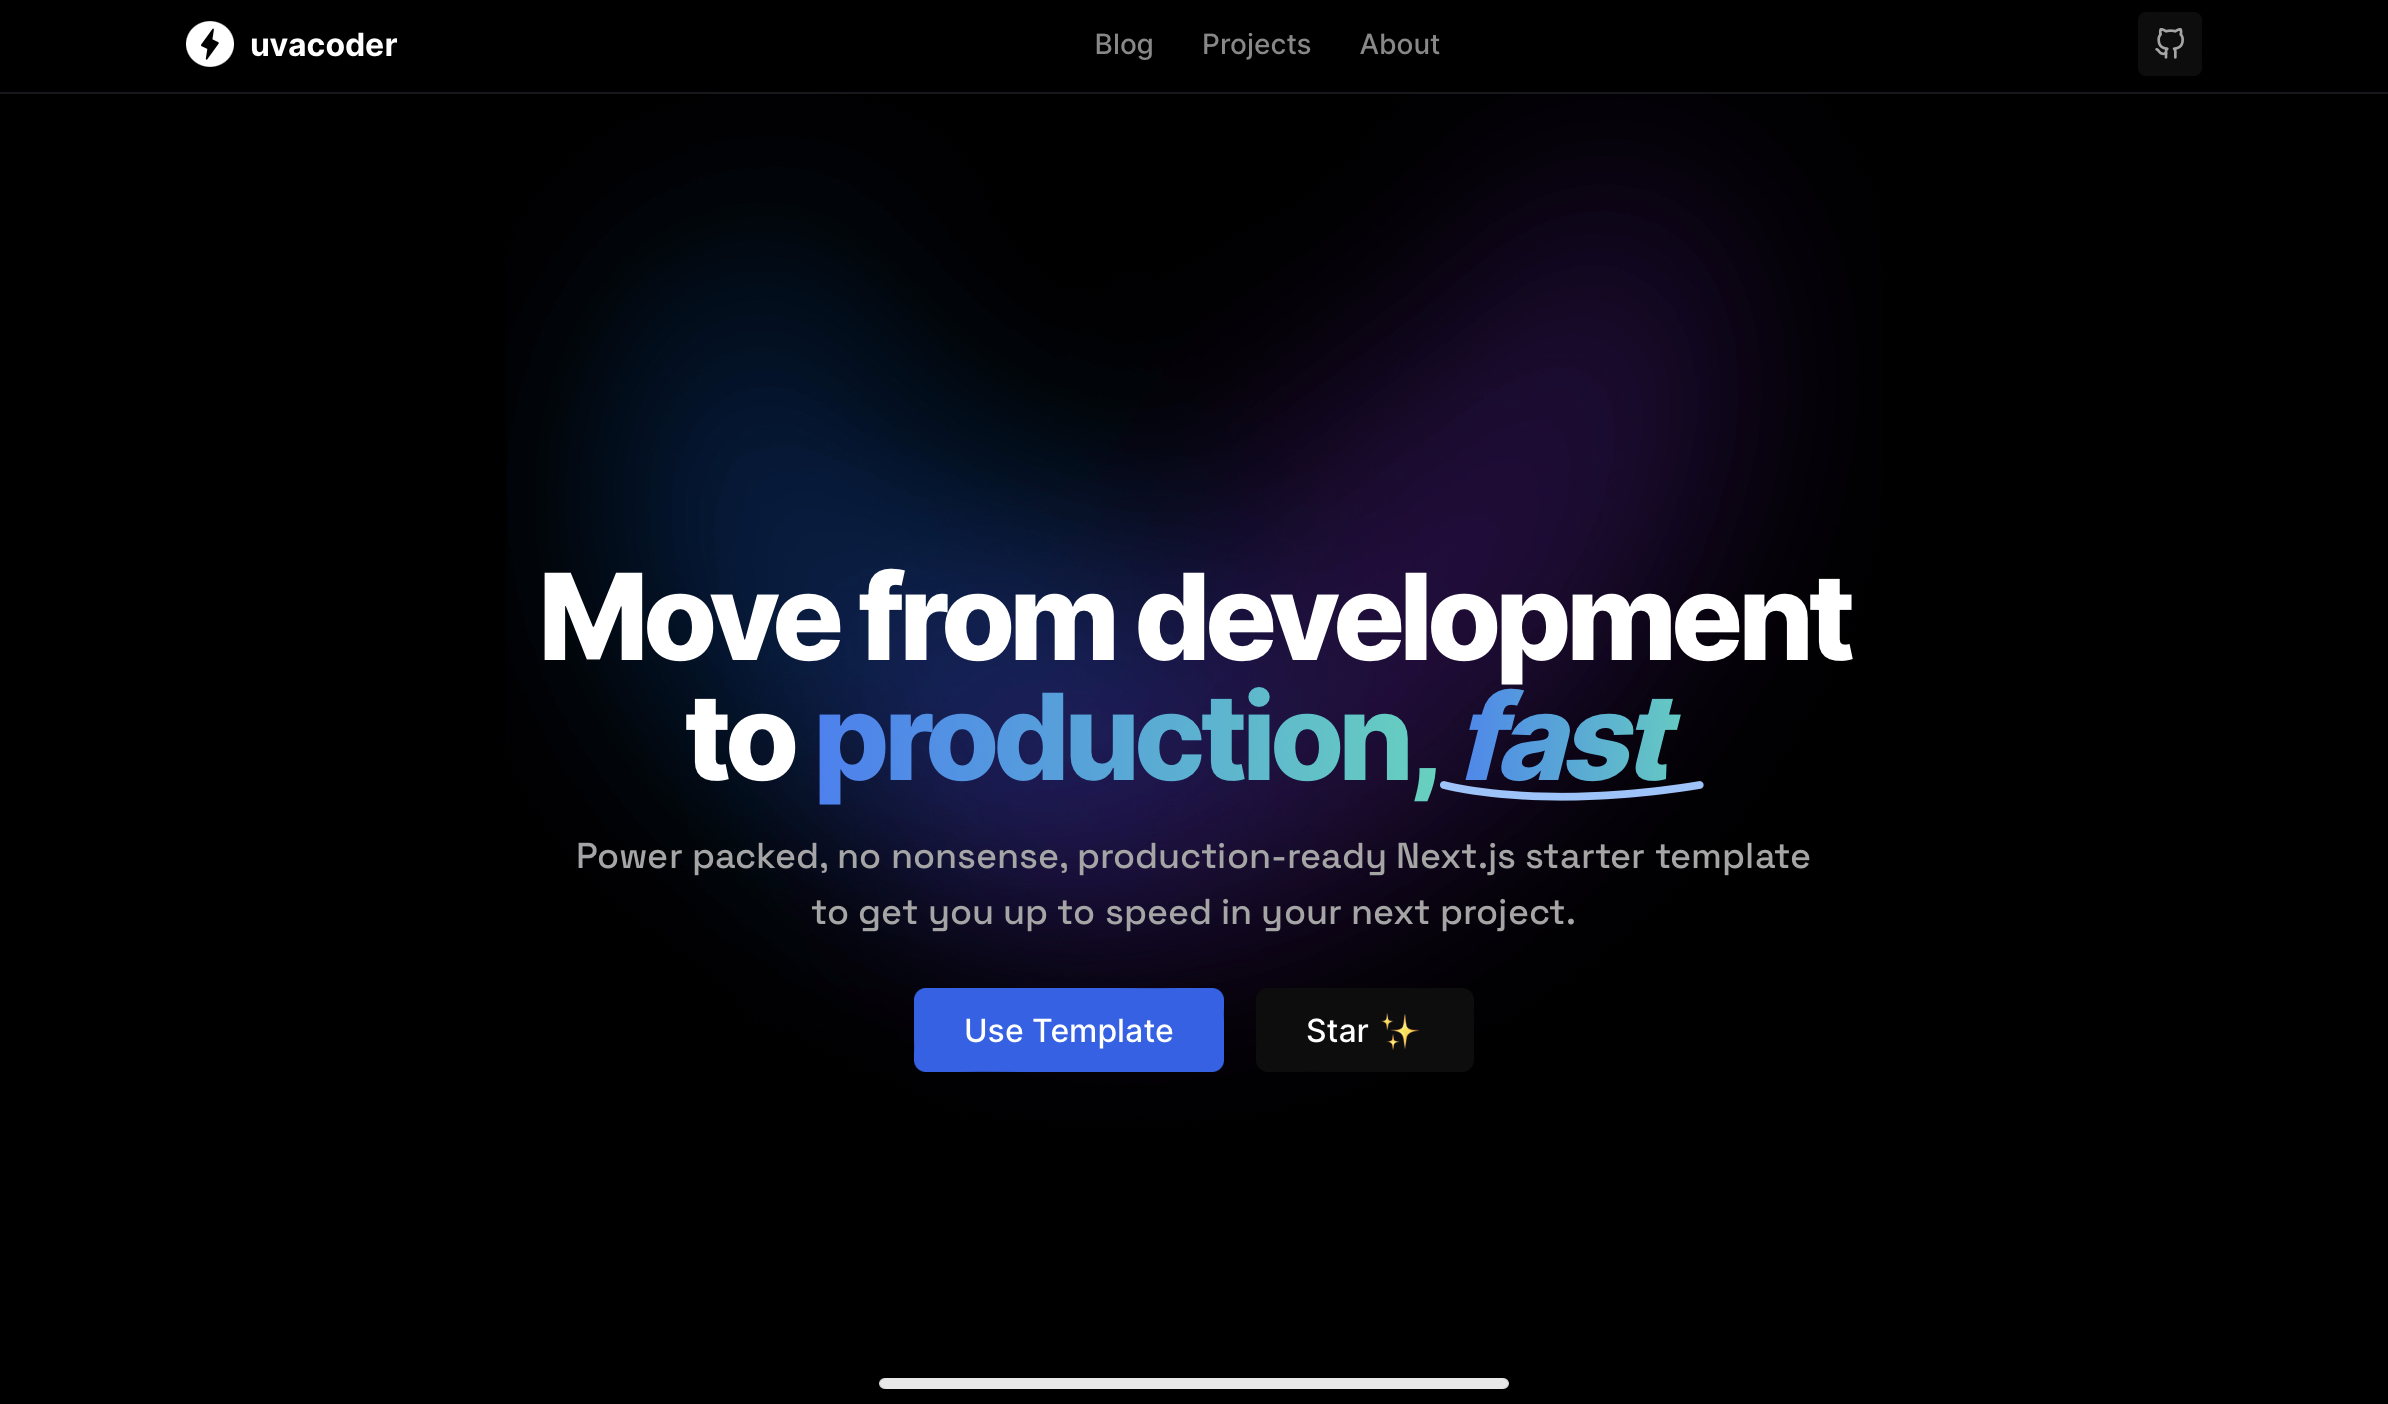 uvacoder
Blog Projects About
Move from development
to production, fast
Power packed, no nonsense, production-ready Next.js starter template
to get you up to speed in your next project.
Use Template Star ✨